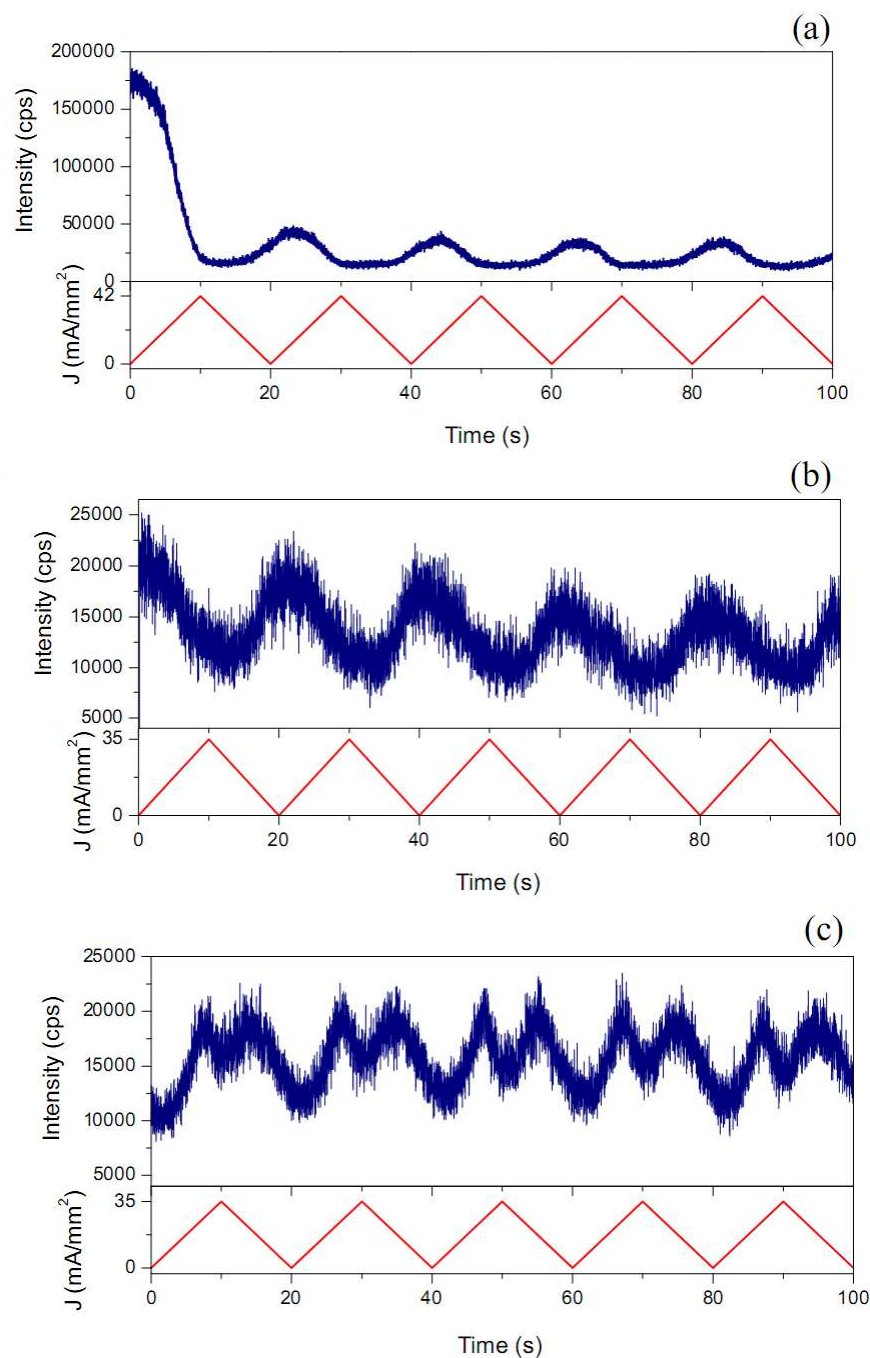 (a)
200000
150000
100000
50000
0
Intensity (cps)
42
0
J (mA/mm²)
0 20 40 60 80 100
Time (s)
(b)
25000
20000
15000
10000
5000
Intensity (cps)
35
0
J (mA/mm²)
0 20 40 60 80 100
Time (s)
(c)
25000
20000
15000
10000
5000
Intensity (cps)
35
0
J (mA/mm²)
0 20 40 60 80 100
Time (s)